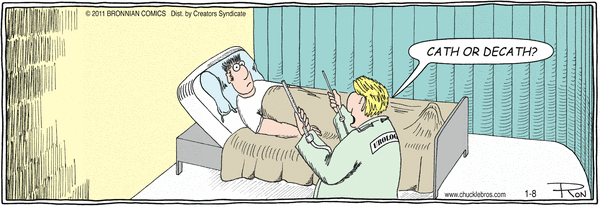 © 2011 BRONNIAN COMICS   Dist. by Creators Syndicate
CATH OR DECATH?
UROLOG
www.chucklebros.com   1-8   RON